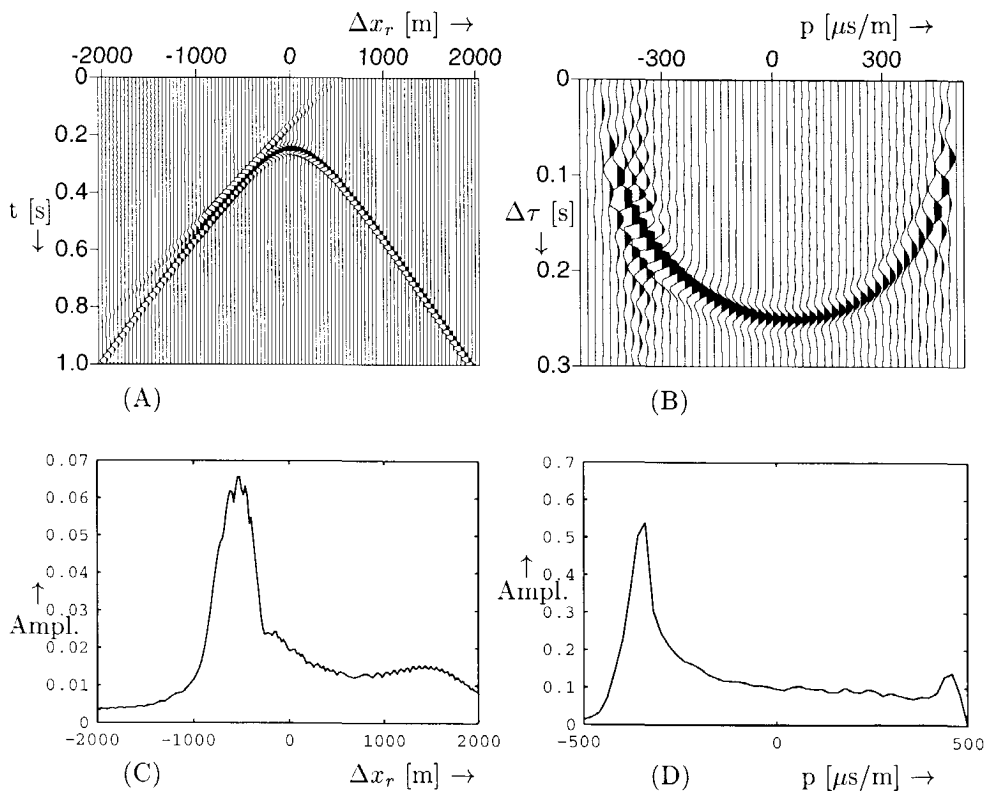 Δx_r [m] →
-2000 -1000 0 1000 2000
0
0.2
0.4
t [s]
↓
0.6
0.8
1.0
(A)
p [μs/m] →
-300 0 300
0
0.1
Δτ [s]
↓
0.2
0.3
(B)
0.07
0.06
0.05
0.04
↑
0.03
Ampl.
0.02
0.01
0
-2000 -1000 0 1000 2000
(C) Δx_r [m] →
0.7
0.6
0.5
↑
0.4
Ampl.
0.3
0.2
0.1
0
-500 0 500
(D) p [μs/m] →